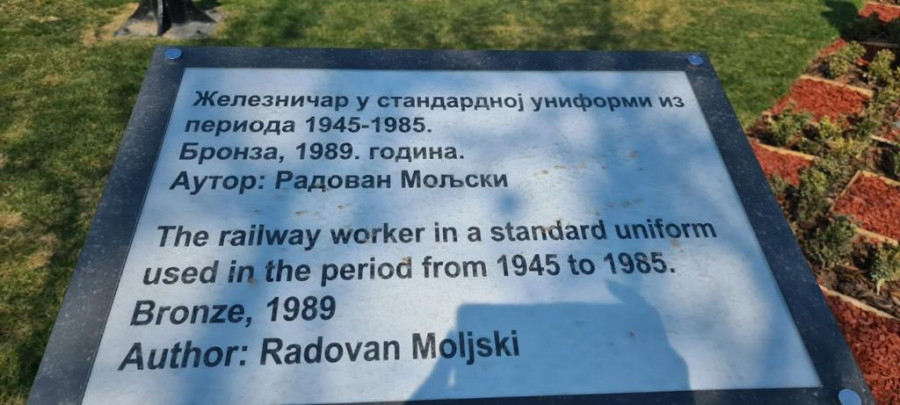 Железничар у стандардној униформи из
периода 1945-1985.
Бронза, 1989. година.
Аутор: Радован Мољски
The railway worker in a standard uniform
used in the period from 1945 to 1985.
Bronze, 1989
Author: Radovan Moljski